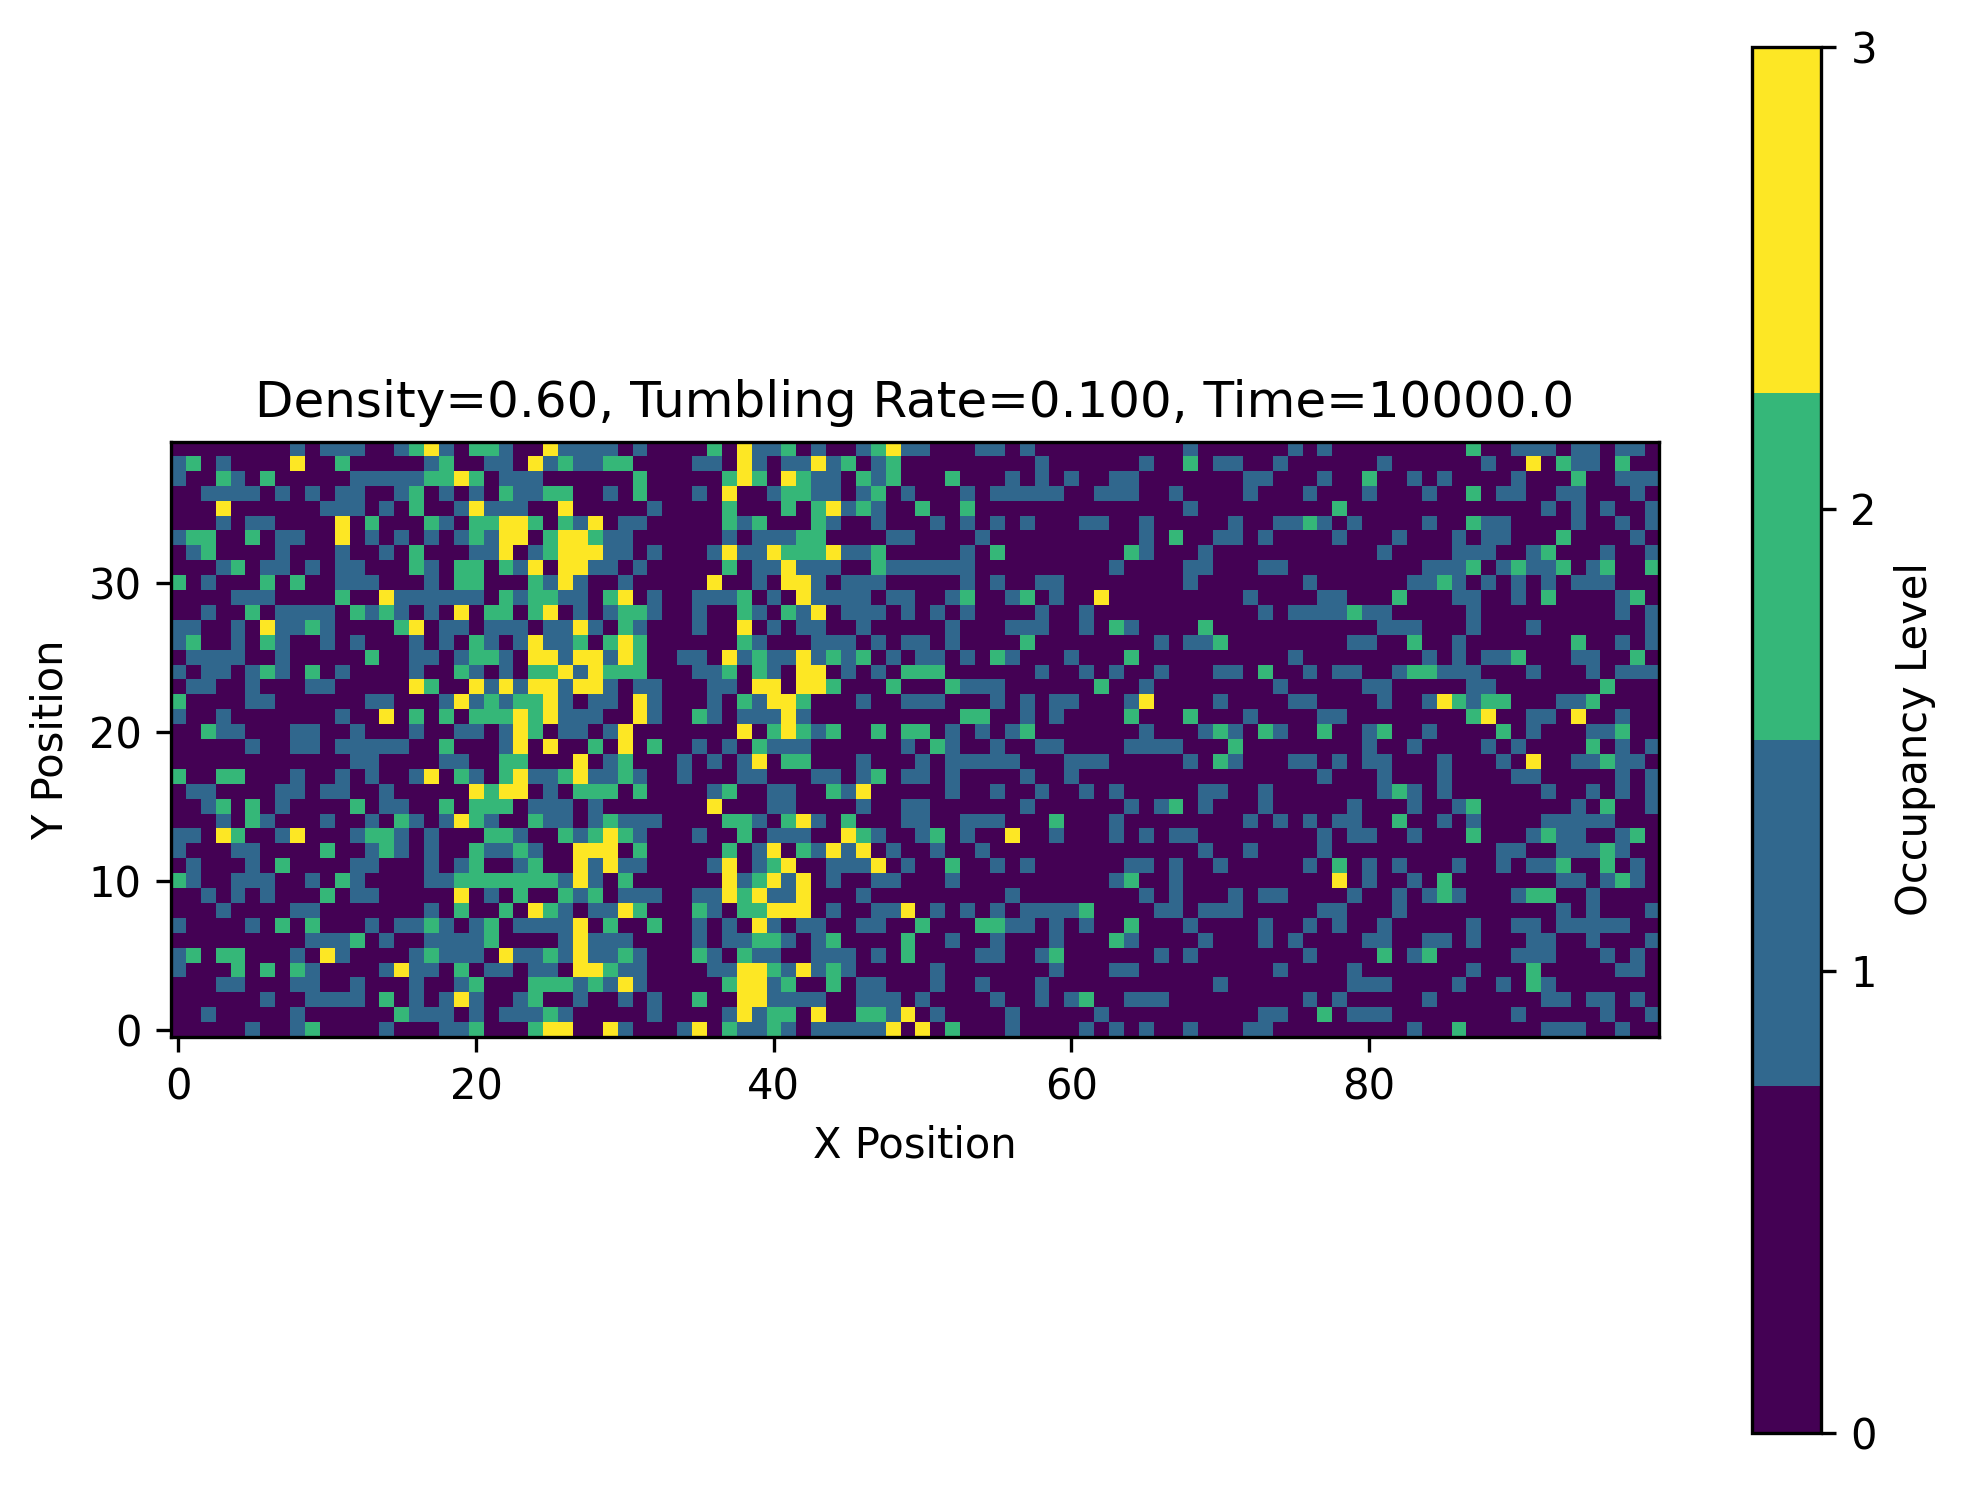 Density=0.60, Tumbling Rate=0.100, Time=10000.0
3
2
1
0
Occupancy Level
30
20
10
0
Y Position
0 20 40 60 80
X Position